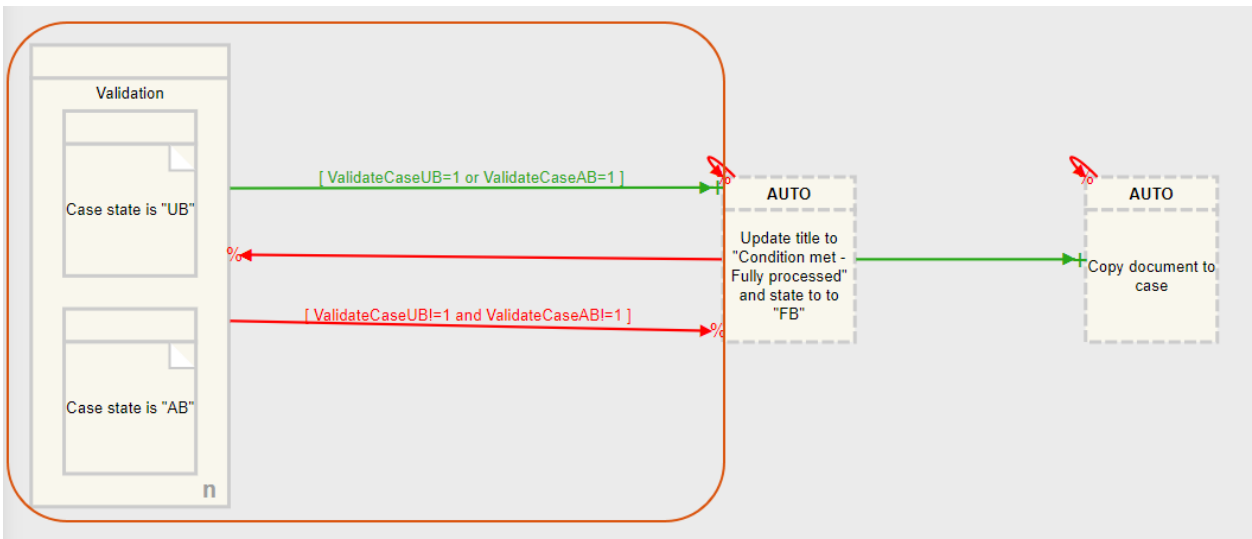 Validation
Case state is "UB"
Case state is "AB"
n
[ ValidateCaseUB=1 or ValidateCaseAB=1 ]
%
[ ValidateCaseUB!=1 and ValidateCaseAB!=1 ]
%
%
AUTO
Update title to
"Condition met -
Fully processed"
and state to to
"FB"
%
AUTO
Copy document to
case